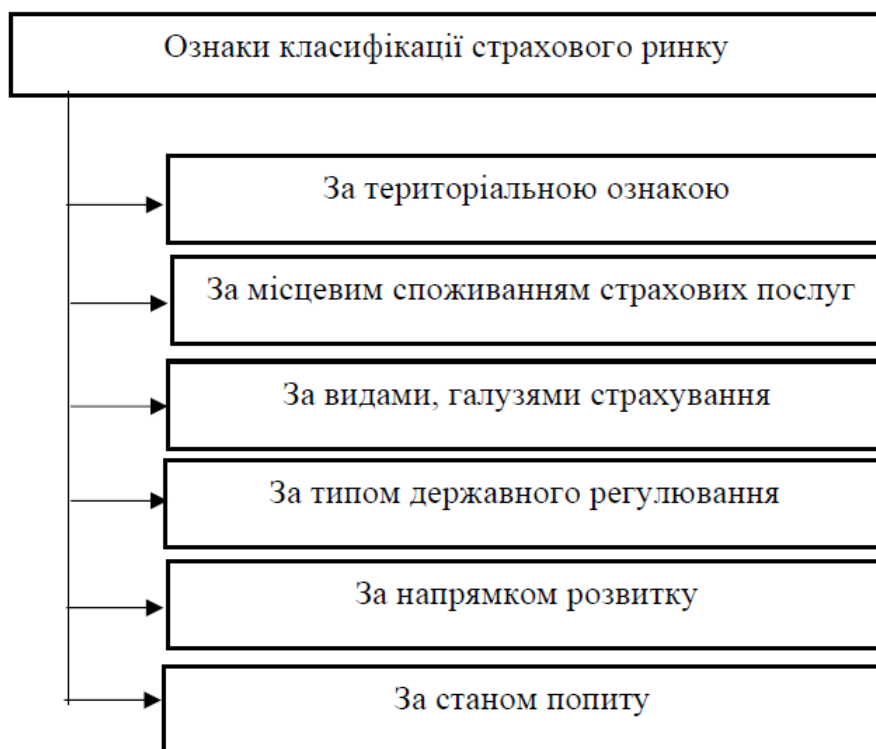 Ознаки класифікації страхового ринку
За територіальною ознакою
За місцевим споживанням страхових послуг
За видами, галузями страхування
За типом державного регулювання
За напрямком розвитку
За станом попиту